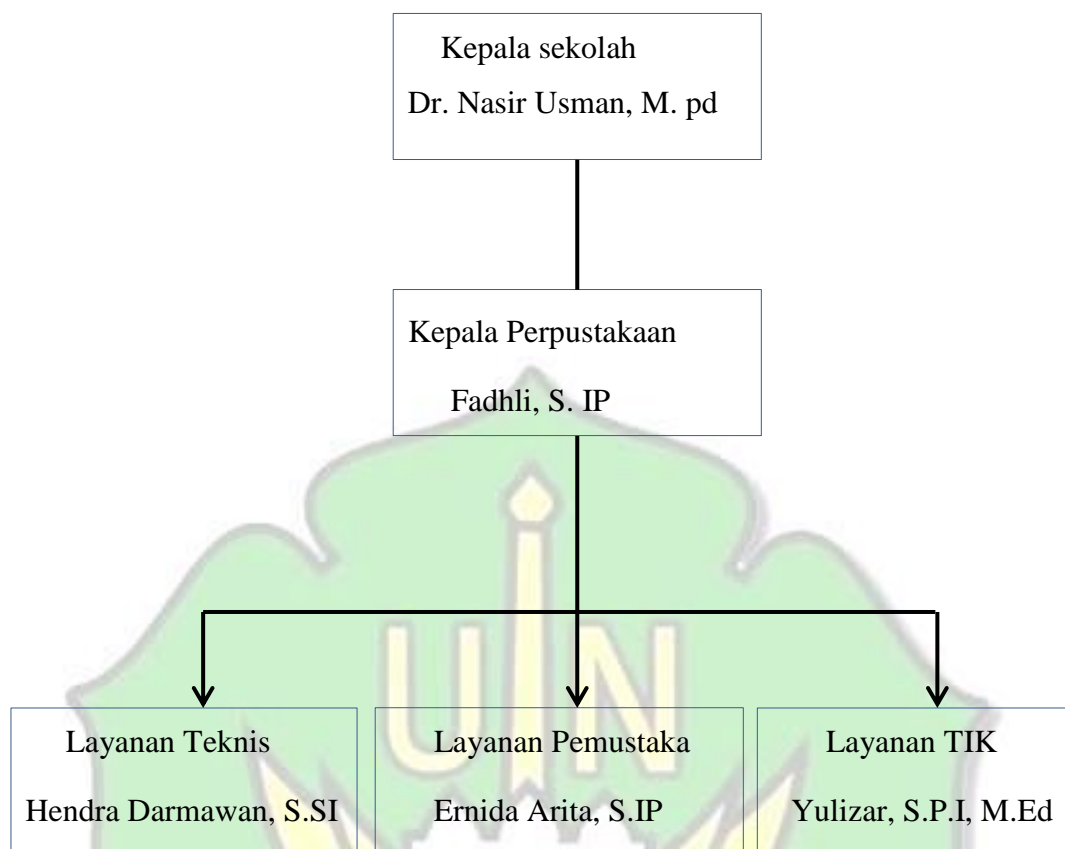 Kepala sekolah
Dr. Nasir Usman, M. pd
Kepala Perpustakaan
Fadhli, S. IP
UIN
Layanan Teknis
Hendra Darmawan, S.SI
Layanan Pemustaka
Ernida Arita, S.IP
Layanan TIK
Yulizar, S.P.I, M.Ed